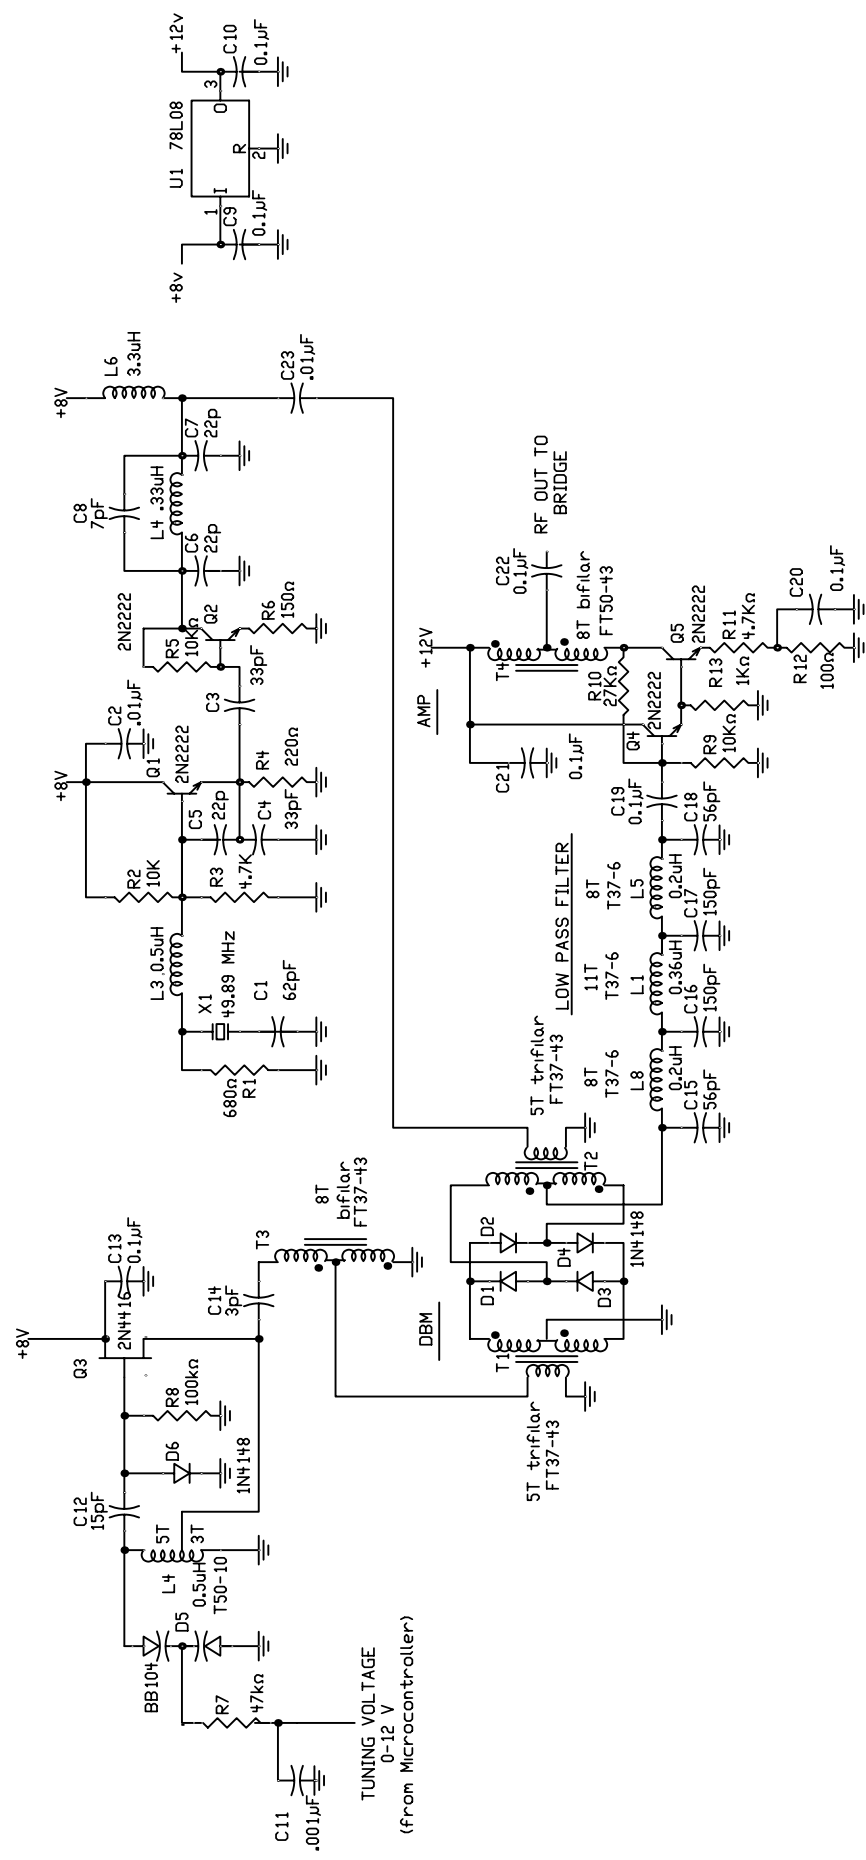 +8V
Q3
2N4416
C13
0.1µF
R8
100kΩ
D6
1N4148
C12
15pF
5T
3T
L4
0.5uH
T50-10
D5
BB104
R7
47kΩ
C11
.001µF
TUNING VOLTAGE
0-12 V
(from Microcontroller)
C14
3pF
T3
8T
bifilar
FT37-43
+8V
C2
.01µF
Q1
2N2222
R2
10K
R3
4.7K
C5
22p
C4
33pF
R4
220Ω
L3
0.5uH
X1
49.89 MHz
C1
62pF
680Ω
R1
C3
33pF
2N2222
R5
10KΩ
Q2
R6
150Ω
C8
7pF
L4
.33uH
C6
22p
C7
22p
+8V
L6
3.3uH
C23
.01µF
+8v
1
C9
0.1µF
U1
78L08
I
R
O
2
3
+12v
C10
0.1µF
DBM
5T trifilar
FT37-43
T1
D1
D2
D3
D4
1N4148
T2
5T trifilar
FT37-43
LOW PASS FILTER
8T
T37-6
L8
0.2uH
C15
56pF
11T
T37-6
L1
0.36uH
C16
150pF
8T
T37-6
L5
0.2uH
C17
150pF
C18
56pF
C19
0.1µF
AMP
+12V
C21
0.1µF
T4
8T bifilar
FT50-43
C22
0.1µF
RF OUT TO
BRIDGE
R10
27KΩ
Q4
2N2222
R9
10KΩ
R13
1KΩ
Q5
2N2222
R11
4.7KΩ
R12
100Ω
C20
0.1µF